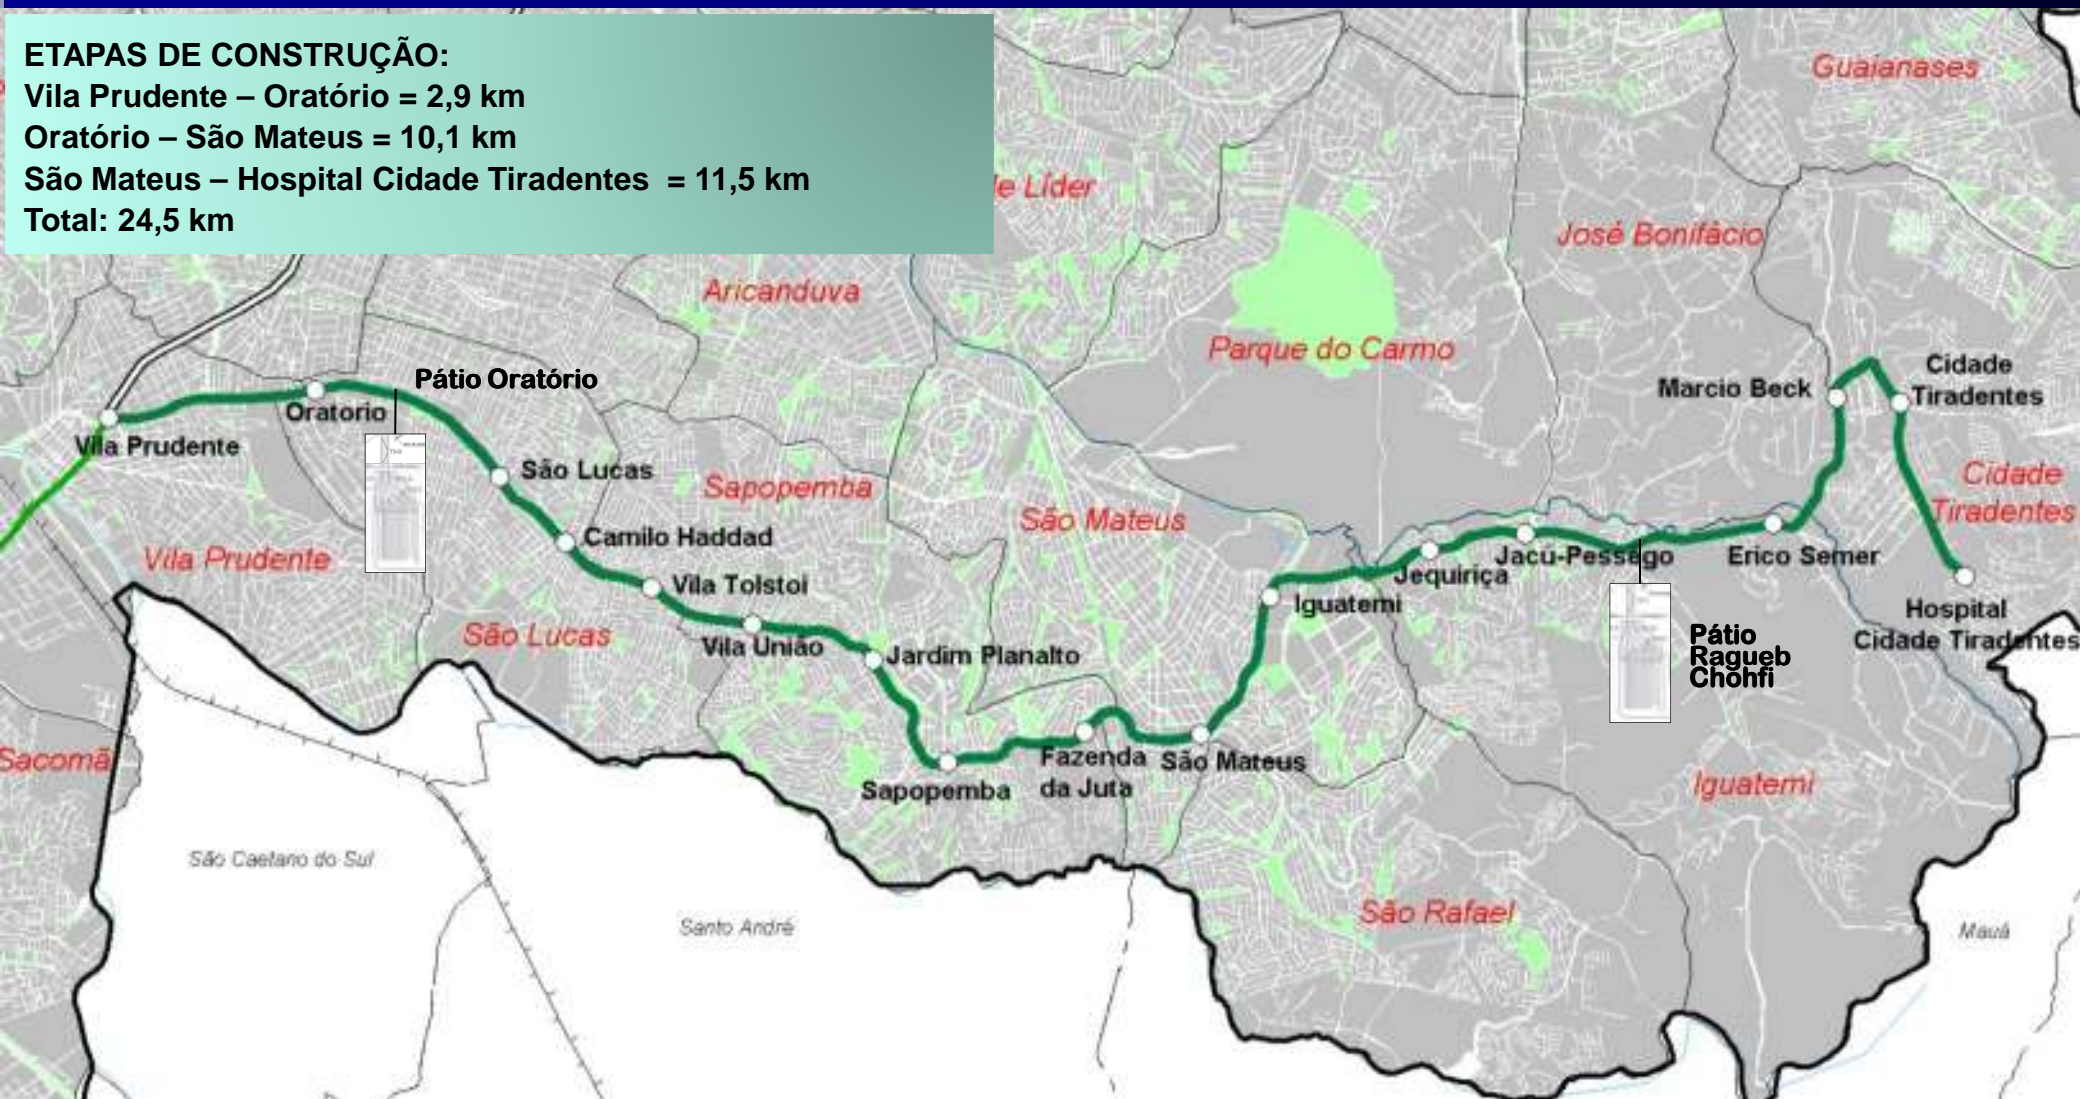 ETAPAS DE CONSTRUÇÃO:
Vila Prudente – Oratório = 2,9 km
Oratório – São Mateus = 10,1 km
São Mateus – Hospital Cidade Tiradentes = 11,5 km
Total: 24,5 km
Guaianases
Líder
José Bonifácio
Aricanduva
Parque do Carmo
Pátio Oratório
Oratorio
Vila Prudente
São Lucas
Sapopemba
São Mateus
Camilo Haddad
Vila Prudente
Vila Tolstoi
São Lucas
Vila União
Jardim Planalto
Sapopemba
Fazenda
da Juta
São Mateus
Iguatemi
Jequiriçá
Jacu-Pessego
Erico Semer
Marcio Beck
Cidade
Tiradentes
Cidade
Tiradentes
Hospital
Cidade Tiradentes
Pátio
Ragueb
Chohfi
Sacomã
Iguatemi
São Caetano do Sul
Santo André
São Rafael
Mauá